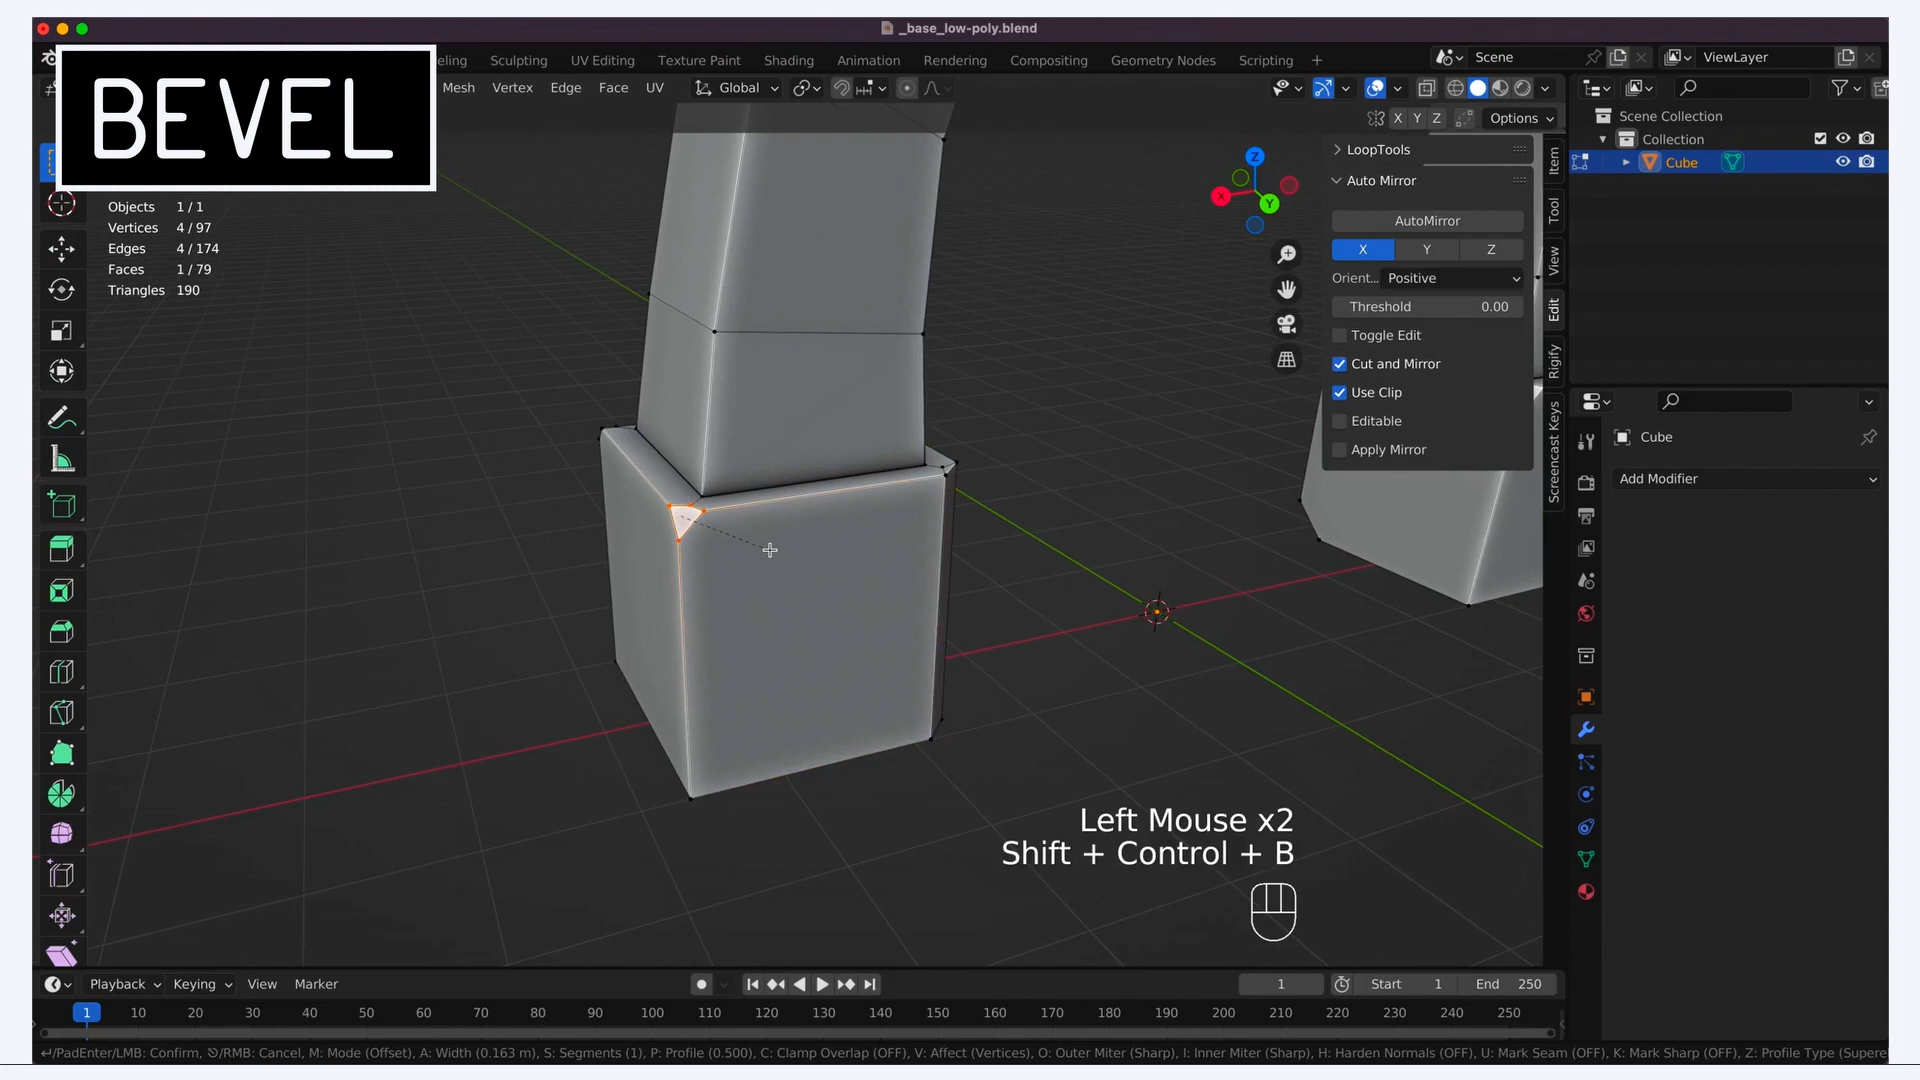 _base_low-poly.blend
BEVEL
eling Sculpting UV Editing Texture Paint Shading Animation Rendering Compositing Geometry Nodes Scripting +
Scene
ViewLayer
Mesh Vertex Edge Face UV
Global
X Y Z
Options
Scene Collection
Collection
Cube
Objects 1 / 1
Vertices 4 / 97
Edges 4 / 174
Faces 1 / 79
Triangles 190
Z
X
Y
LoopTools
Auto Mirror
AutoMirror
X Y Z
Orient... Positive
Threshold 0.00
Toggle Edit
Cut and Mirror
Use Clip
Editable
Apply Mirror
Item
Tool
View
Edit
Rigify
Screencast Keys
Cube
Add Modifier
Left Mouse x2
Shift + Control + B
Playback Keying View Marker
1
Start 1
End 250
1 10 20 30 40 50 60 70 80 90 100 110 120 130 140 150 160 170 180 190 200 210 220 230 240 250
/PadEnter/LMB: Confirm, /RMB: Cancel, M: Mode (Offset), A: Width (0.163 m), S: Segments (1), P: Profile (0.500), C: Clamp Overlap (OFF), V: Affect (Vertices), O: Outer Miter (Sharp), I: Inner Miter (Sharp), H: Harden Normals (OFF), U: Mark Seam (OFF), K: Mark Sharp (OFF), Z: Profile Type (Supere